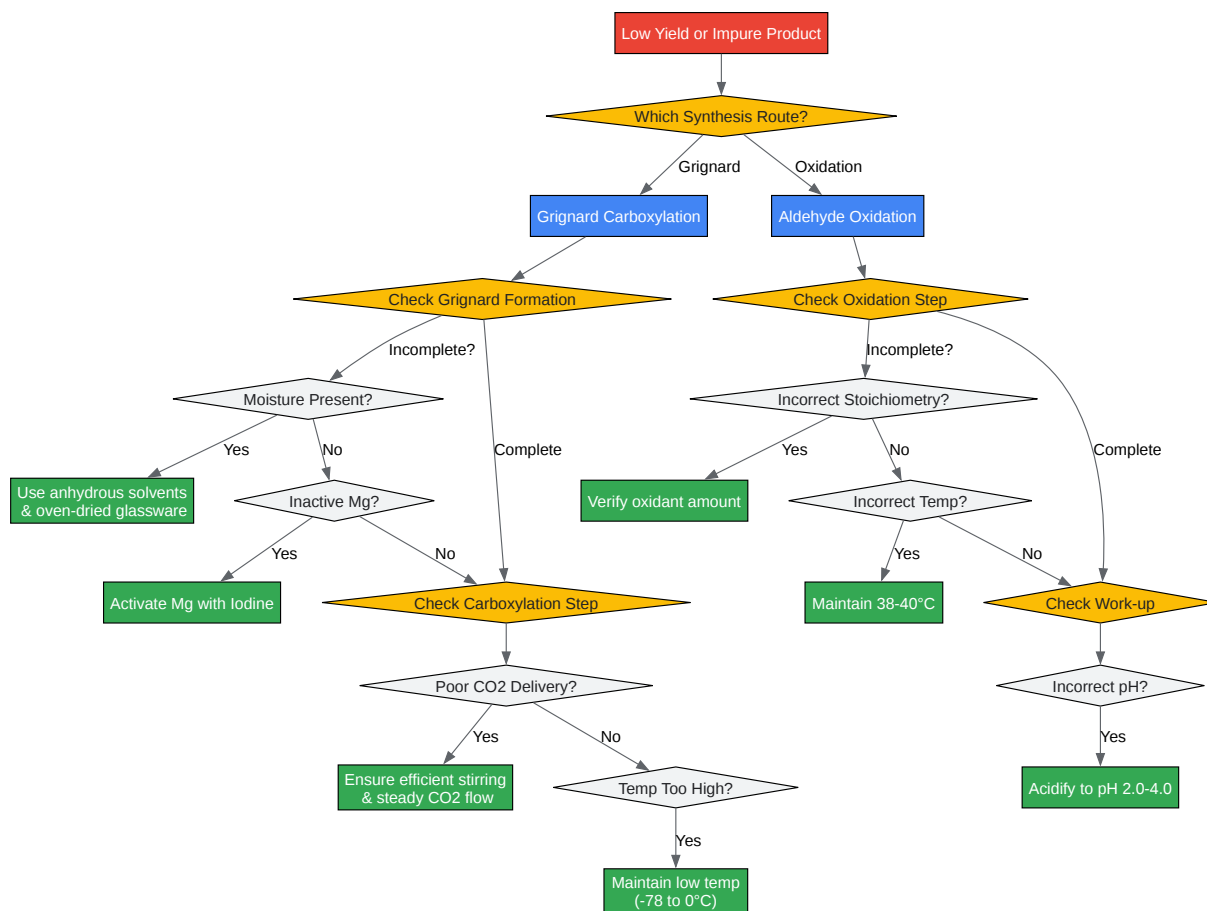 Low Yield or Impure Product
Which Synthesis Route?
Grignard
Oxidation
Grignard Carboxylation
Aldehyde Oxidation
Check Grignard Formation
Check Oxidation Step
Incomplete?
Incomplete?
Moisture Present?
Incorrect Stoichiometry?
Yes
No
Complete
Yes
No
Complete
Use anhydrous solvents
& oven-dried glassware
Inactive Mg?
Verify oxidant amount
Incorrect Temp?
Yes
No
Yes
No
Activate Mg with Iodine
Check Carboxylation Step
Maintain 38-40°C
Check Work-up
Poor CO2 Delivery?
Incorrect pH?
Yes
No
Yes
Ensure efficient stirring
& steady CO2 flow
Temp Too High?
Acidify to pH 2.0-4.0
Yes
Maintain low temp
(-78 to 0°C)